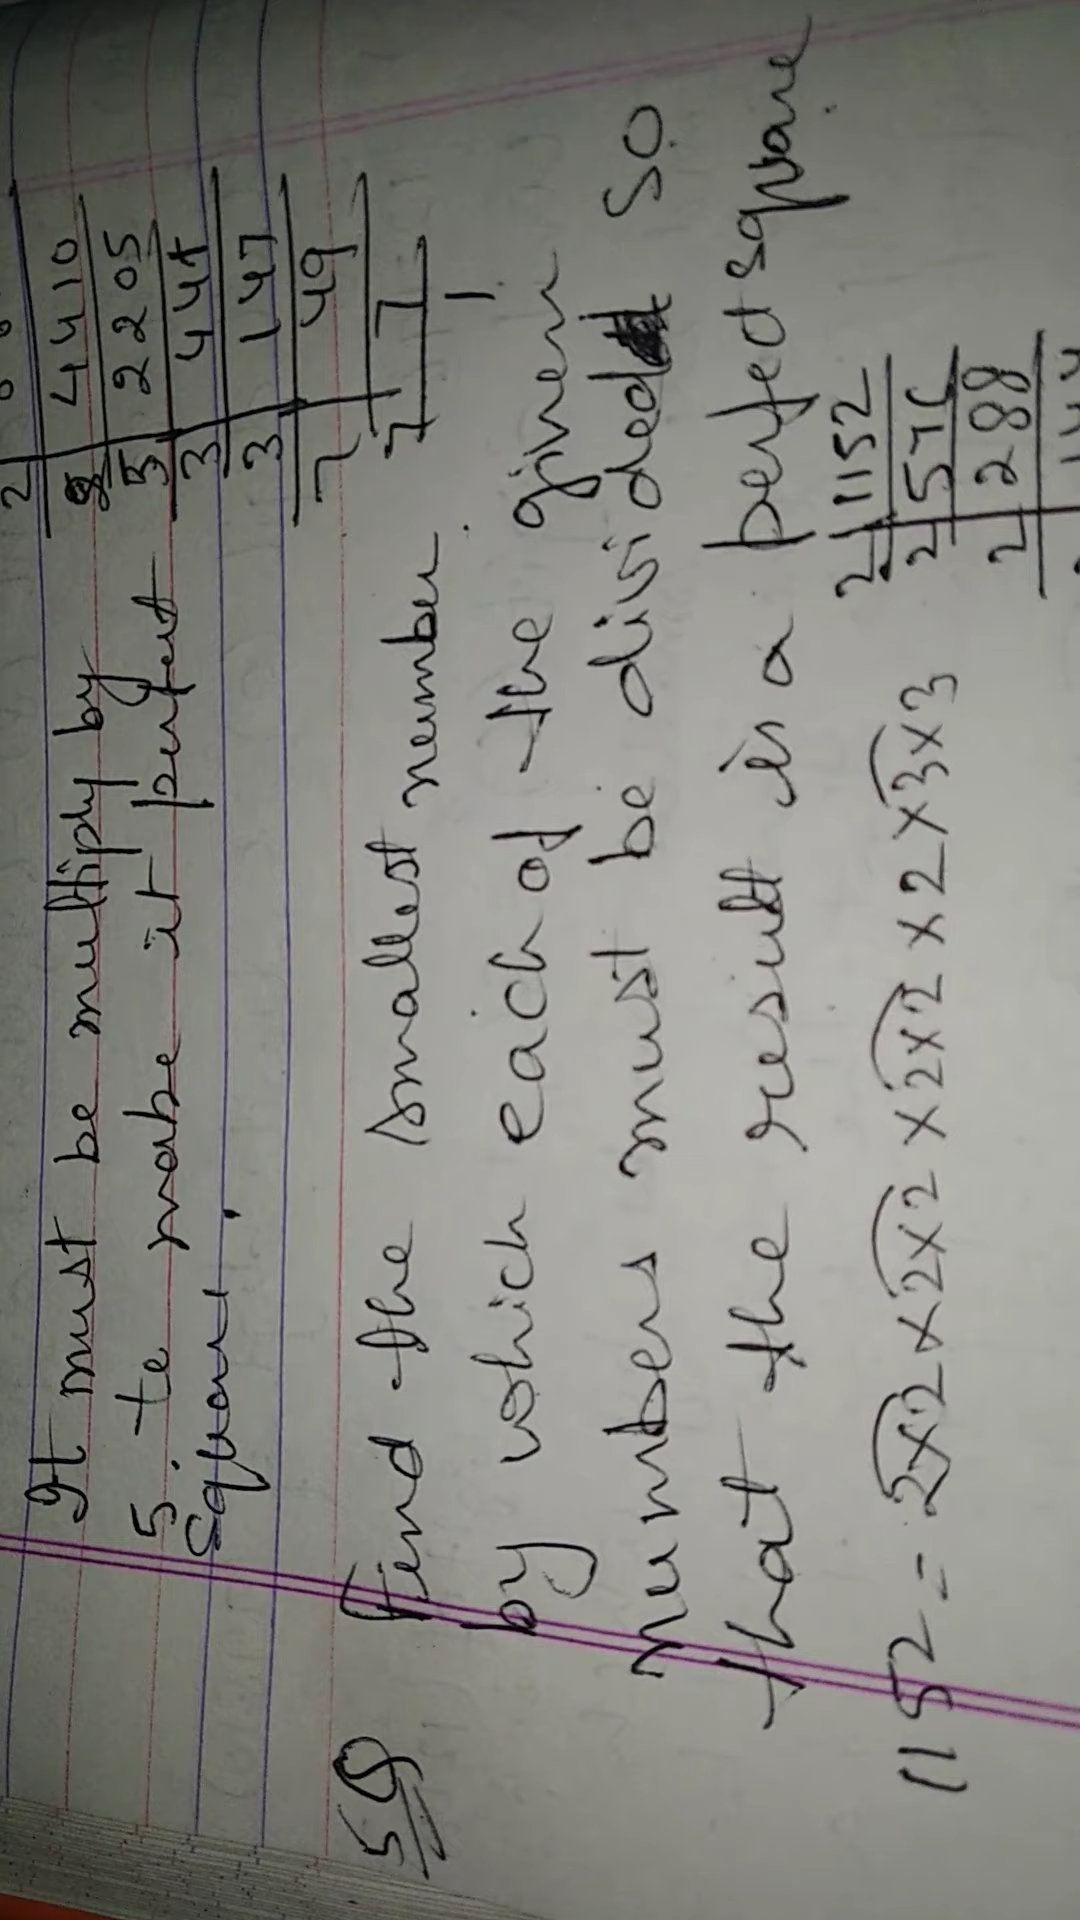 It must be multiply by
5. to make it perfect
Square.
2
2 4410
5 2205
3 441
3 147
7 49
7 7
1
5Q Find the smallest number
by which each of the given
numbers must be divided so
that the result is a perfect square
1152 = 2×2×2×2×2×2×2×3×3
2 1152
2 576
2 288
144